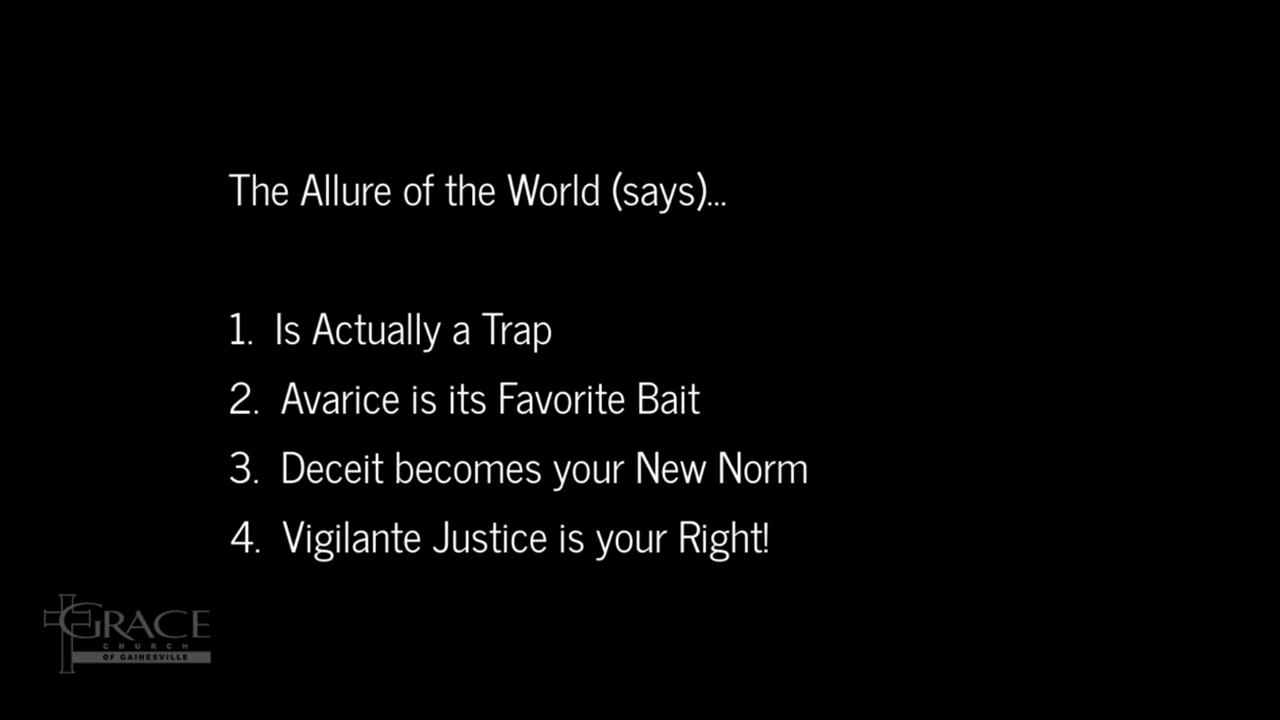 The Allure of the World (says)...
1. Is Actually a Trap
2. Avarice is its Favorite Bait
3. Deceit becomes your New Norm
4. Vigilante Justice is your Right!
GRACE
CHURCH
OF GAINESVILLE